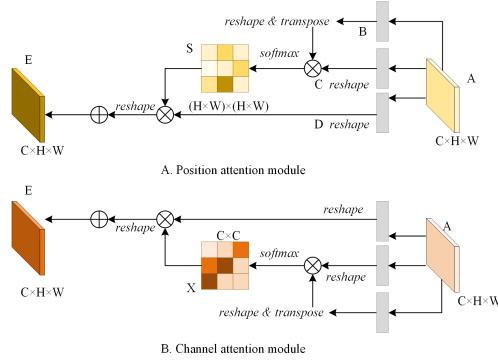 reshape & transpose
B
E
S
softmax
A
C reshape
reshape
(H×W)×(H×W)
D reshape
C×H×W
C×H×W
A. Position attention module
E
reshape
A
reshape
C×C
softmax
reshape
X
C×H×W
reshape & transpose
C×H×W
B. Channel attention module